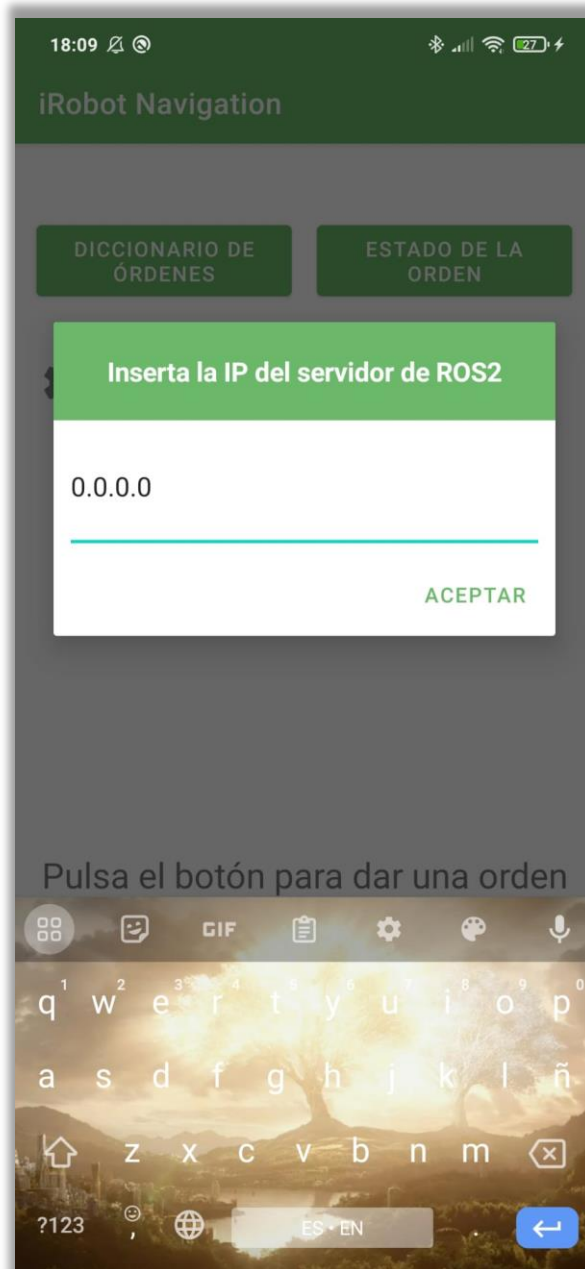 18:09 27
iRobot Navigation
DICCIONARIO DE
ÓRDENES
ESTADO DE LA
ORDEN
Inserta la IP del servidor de ROS2
0.0.0.0
ACEPTAR
Pulsa el botón para dar una orden
GIF
1 2 3 4 5 6 7 8 9 0
q w e r t y u i o p
a s d f g h j k l ñ
z x c v b n m
?123 , ES • EN .